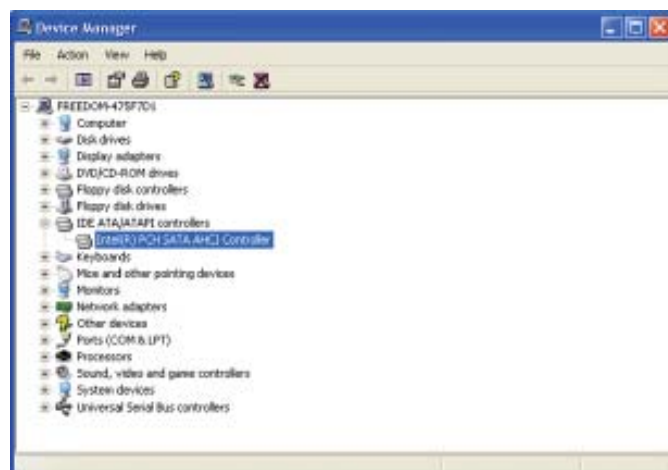 Device Manager
File Action View Help
FREEDOM-475F7D1
Computer
Disk drives
Display adapters
DVD/CD-ROM drives
Floppy disk controllers
Floppy disk drives
IDE ATA/ATAPI controllers
Intel(R) PCH SATA AHCI Controller
Keyboards
Mice and other pointing devices
Monitors
Network adapters
Other devices
Ports (COM & LPT)
Processors
Sound, video and game controllers
System devices
Universal Serial Bus controllers